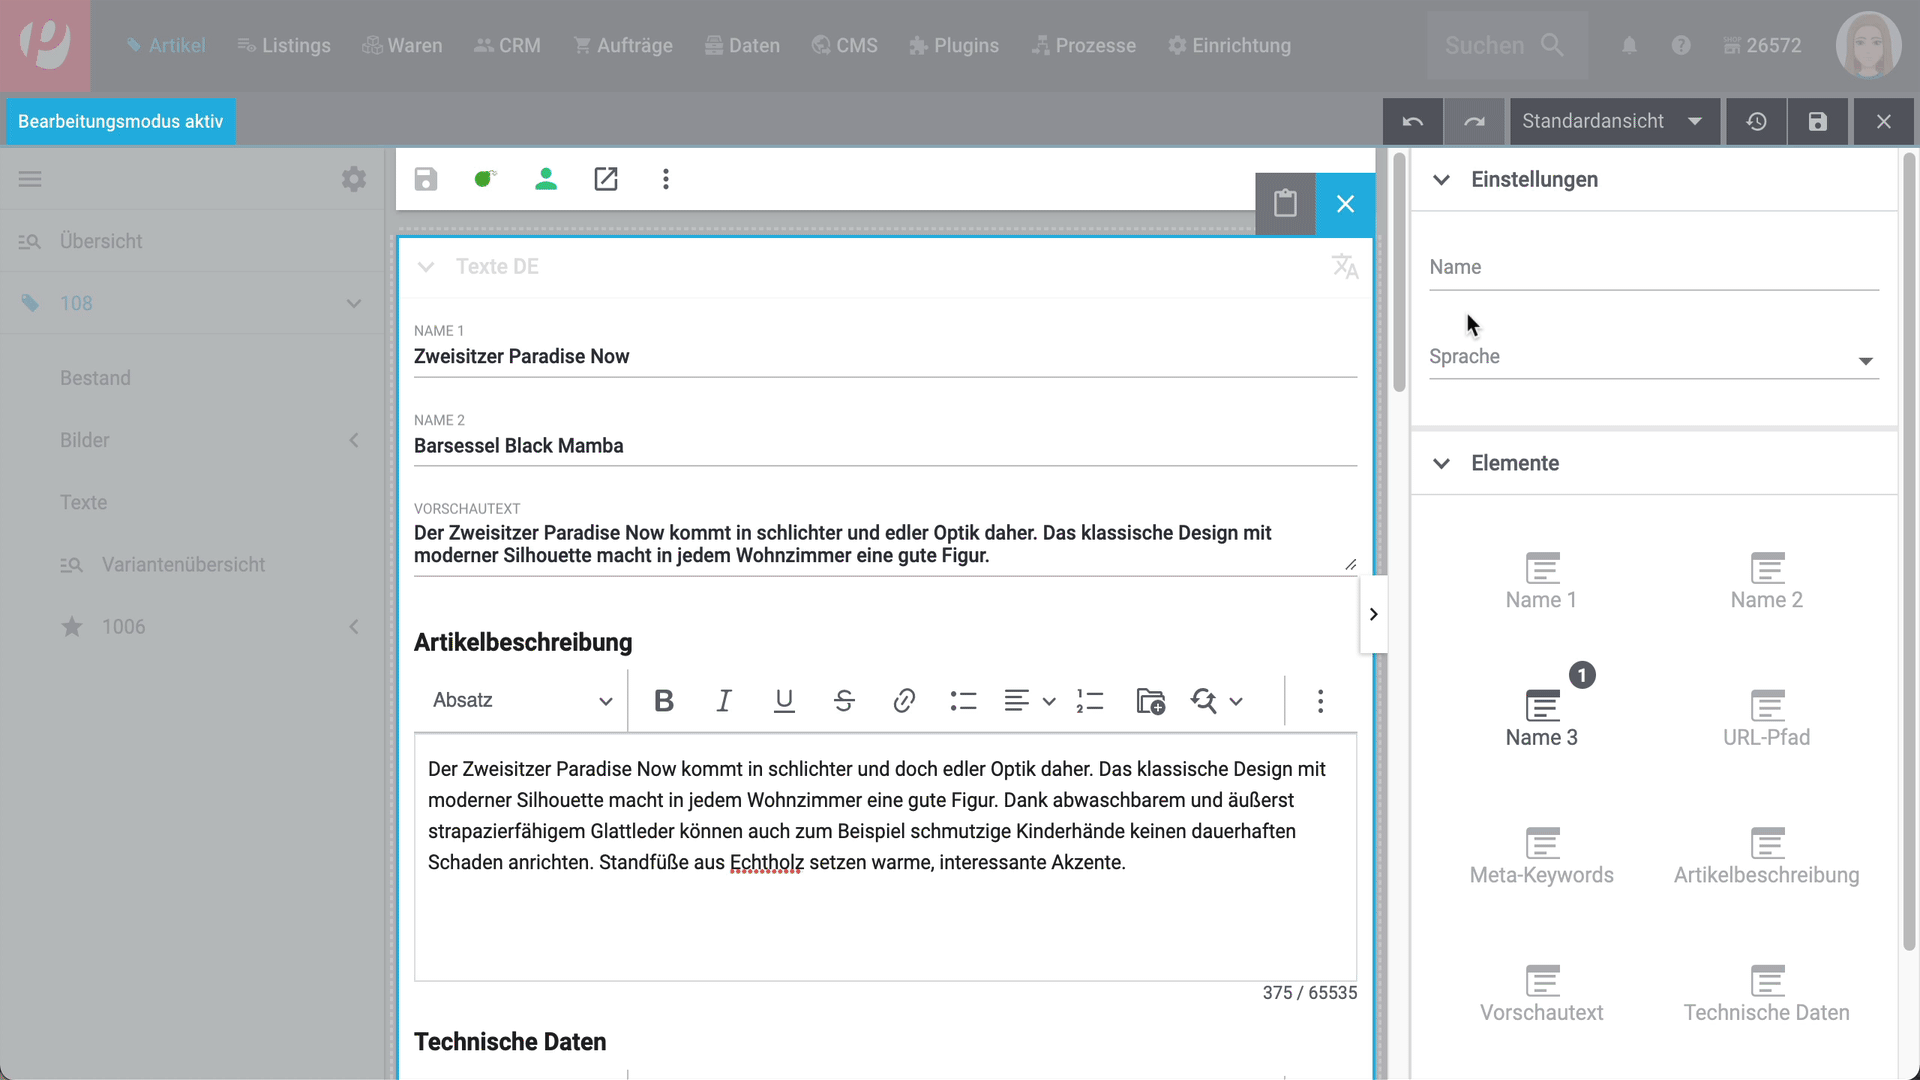 Artikel Listings Waren CRM Aufträge Daten CMS Plugins Prozesse Einrichtung Suchen 26572
Bearbeitungsmodus aktiv
Standardansicht
Übersicht
108
Bestand
Bilder
Texte
Variantenübersicht
1006
Texte DE
NAME 1
Zweisitzer Paradise Now
NAME 2
Barsessel Black Mamba
VORSCHAUTEXT
Der Zweisitzer Paradise Now kommt in schlichter und edler Optik daher. Das klassische Design mit
moderner Silhouette macht in jedem Wohnzimmer eine gute Figur.
Artikelbeschreibung
Absatz
Der Zweisitzer Paradise Now kommt in schlichter und doch edler Optik daher. Das klassische Design mit
moderner Silhouette macht in jedem Wohnzimmer eine gute Figur. Dank abwaschbarem und äußerst
strapazierfähigem Glattleder können auch zum Beispiel schmutzige Kinderhände keinen dauerhaften
Schaden anrichten. Standfüße aus Echtholz setzen warme, interessante Akzente.
375 / 65535
Technische Daten
Einstellungen
Name
Sprache
Elemente
Name 1
Name 2
1
Name 3
URL-Pfad
Meta-Keywords
Artikelbeschreibung
Vorschautext
Technische Daten